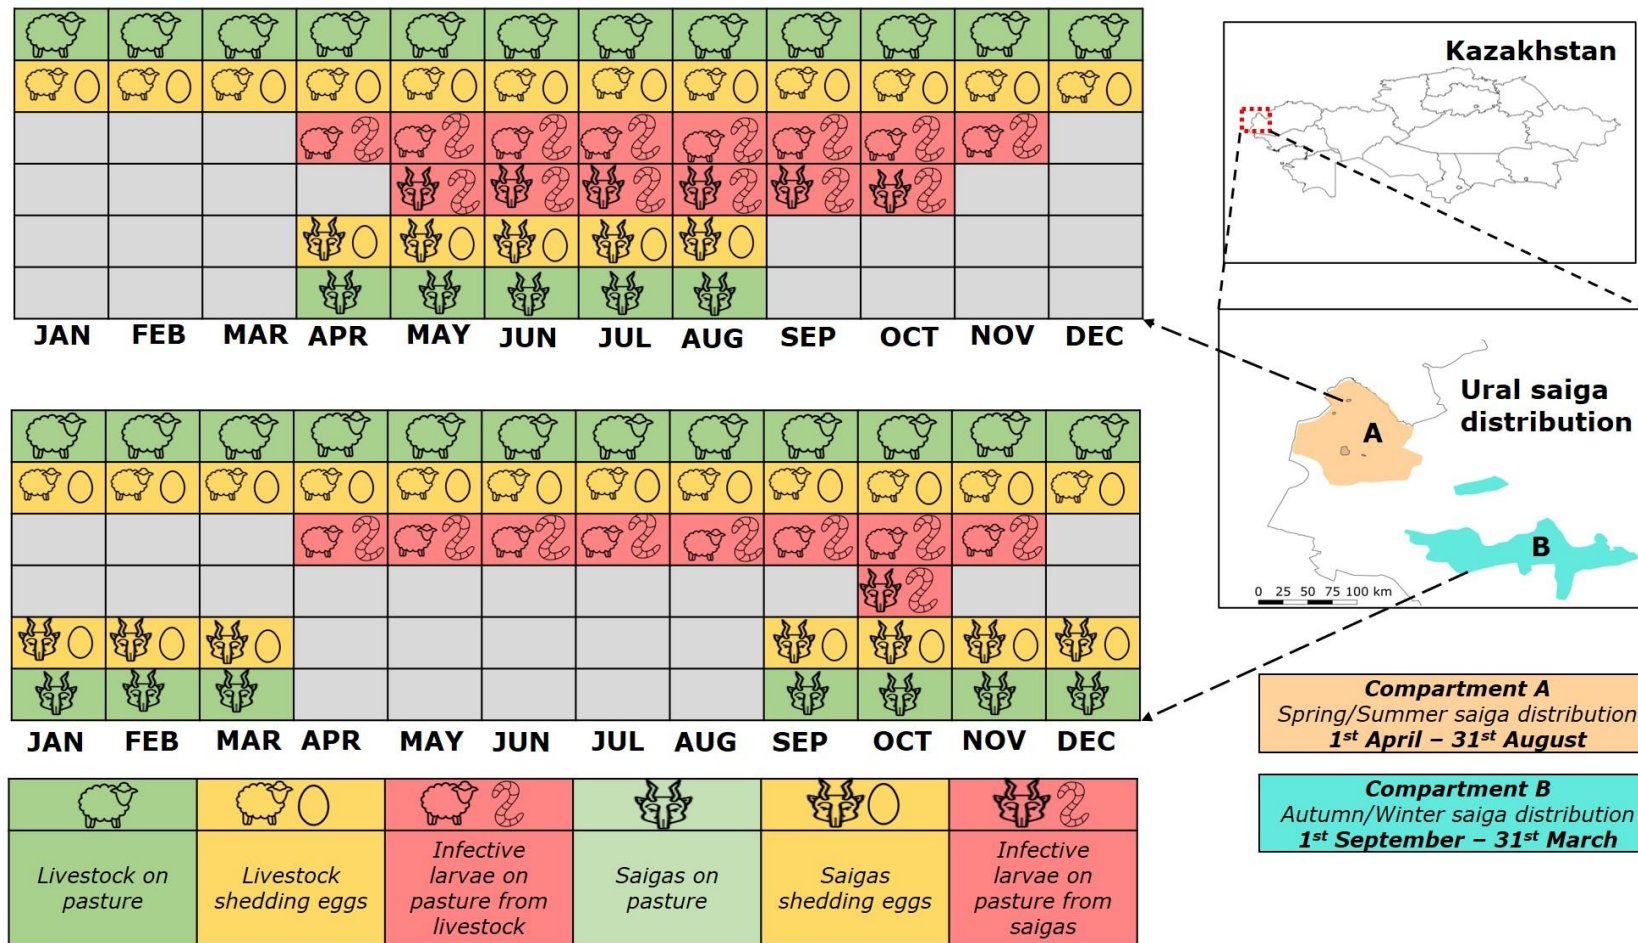 JAN FEB MAR APR MAY JUN JUL AUG SEP OCT NOV DEC
Kazakhstan
Ural saiga
distribution
A
B
0 25 50 75 100 km
JAN FEB MAR APR MAY JUN JUL AUG SEP OCT NOV DEC
Compartment A
Spring/Summer saiga distribution
1st April – 31st August
Compartment B
Autumn/Winter saiga distribution
1st September – 31st March
Livestock on
pasture
Livestock
shedding eggs
Infective
larvae on
pasture from
livestock
Saigas on
pasture
Saigas
shedding eggs
Infective
larvae on
pasture from
saigas